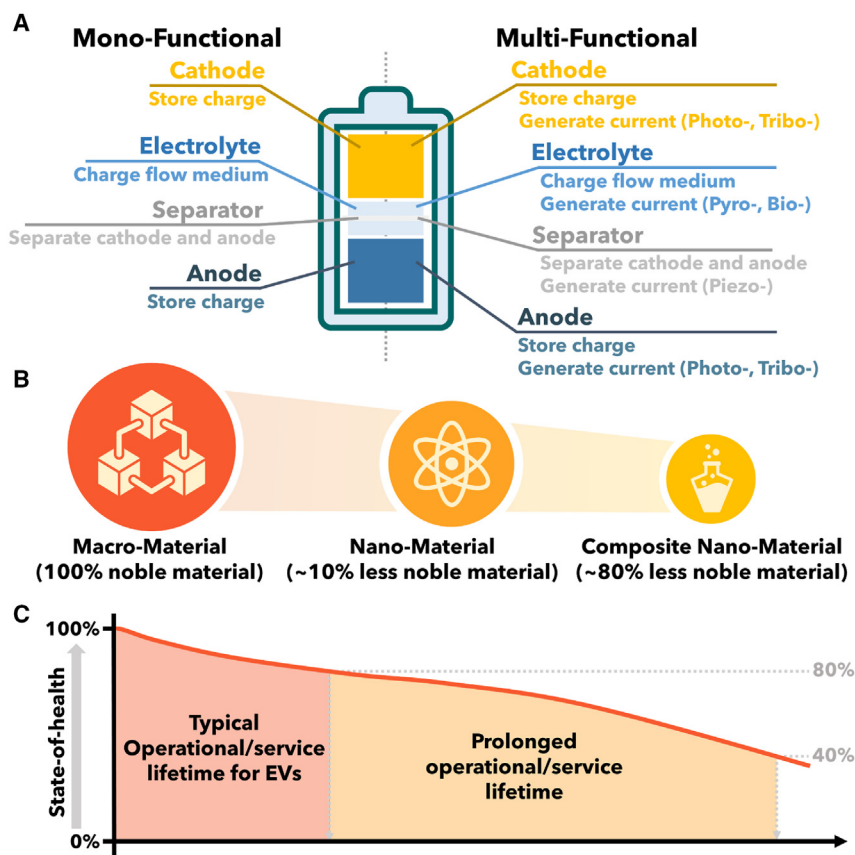 A
Mono-Functional
Cathode
Store charge
Electrolyte
Charge flow medium
Separator
Separate cathode and anode
Anode
Store charge
Multi-Functional
Cathode
Store charge
Generate current (Photo-, Tribo-)
Electrolyte
Charge flow medium
Generate current (Pyro-, Bio-)
Separator
Separate cathode and anode
Generate current (Piezo-)
Anode
Store charge
Generate current (Photo-, Tribo-)
B
Macro-Material
(100% noble material)
Nano-Material
(~10% less noble material)
Composite Nano-Material
(~80% less noble material)
C
100%
State-of-health
0%
Typical
Operational/service
lifetime for EVs
Prolonged
operational/service
lifetime
80%
40%